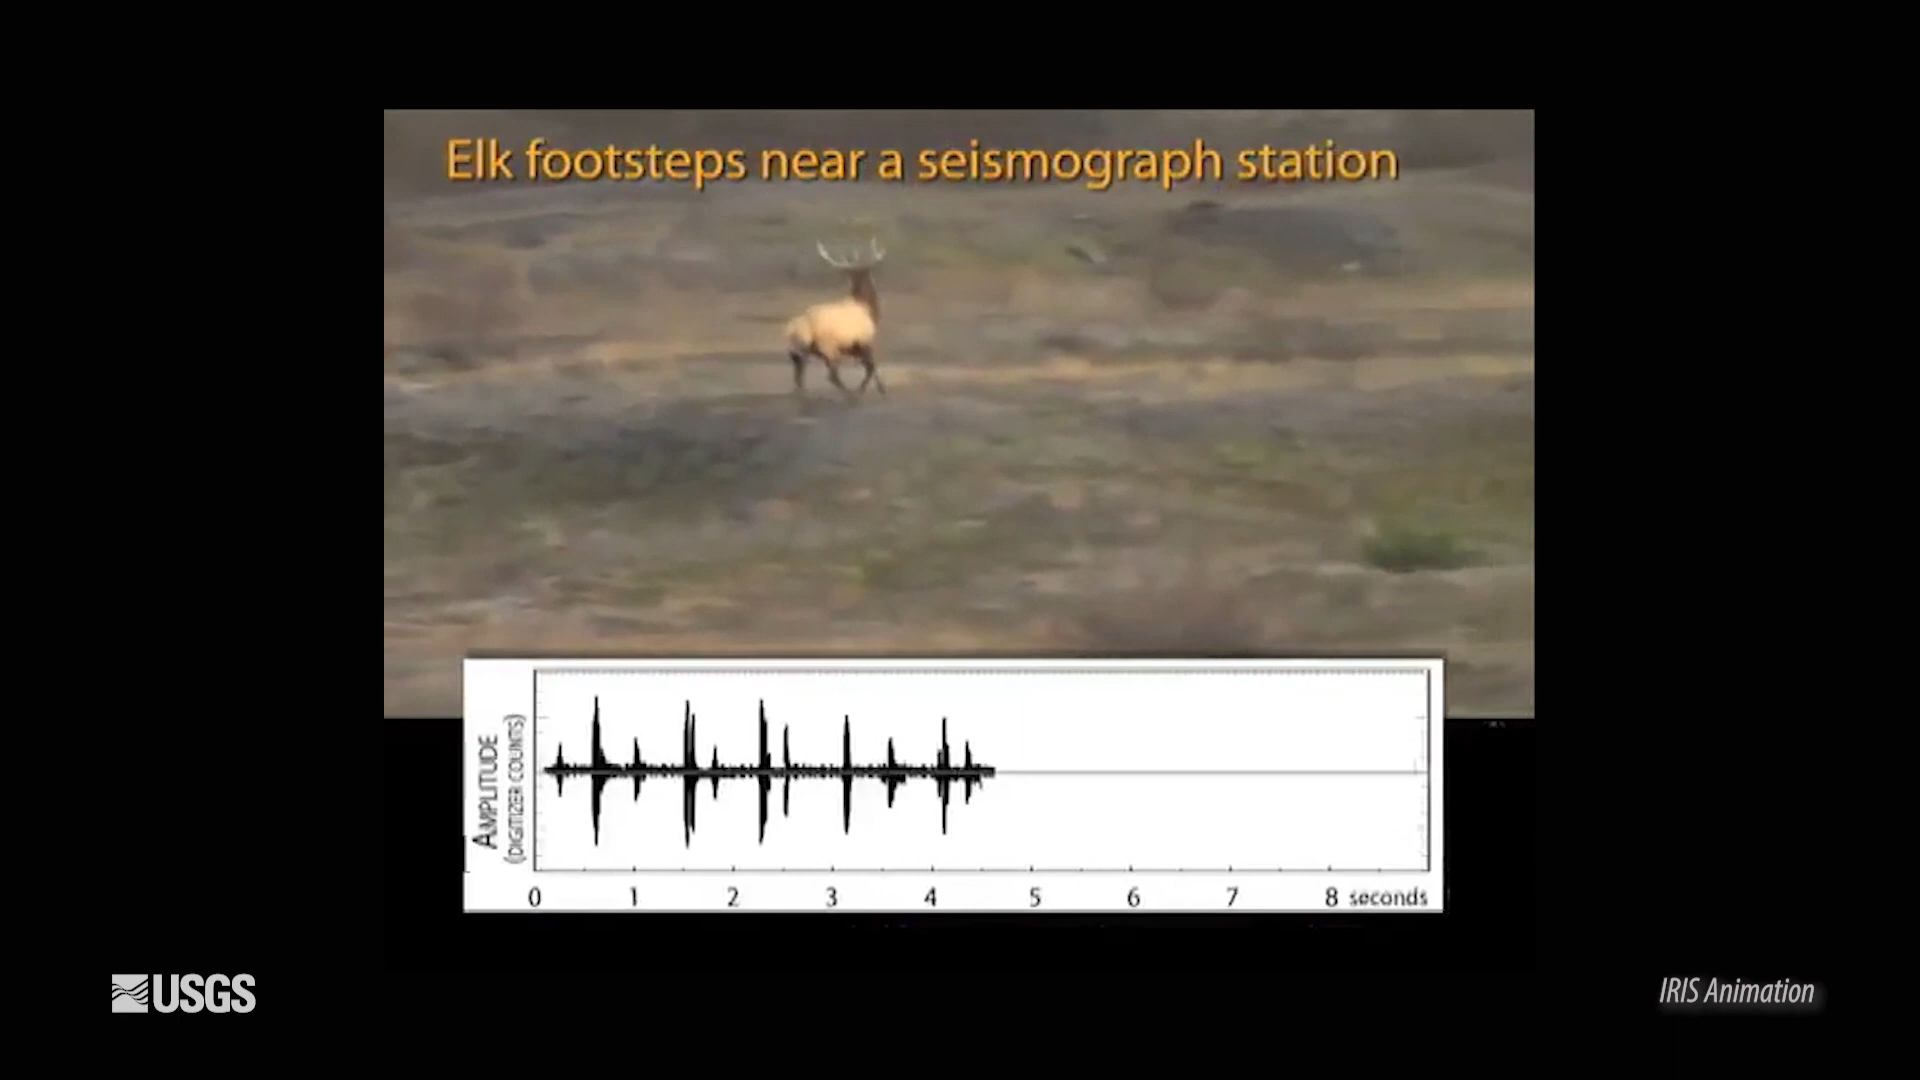 Elk footsteps near a seismograph station
AMPLITUDE
(DIGITIZER COUNTS)
0 1 2 3 4 5 6 7 8 seconds
USGS
IRIS Animation